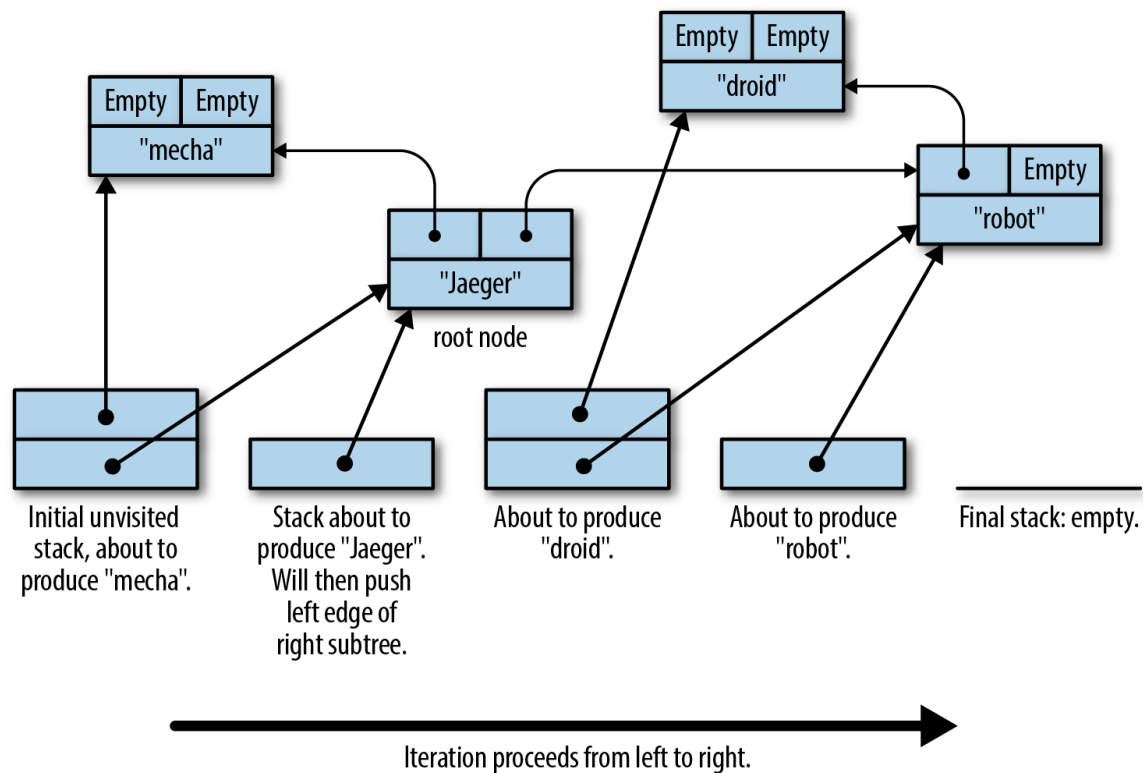 Empty Empty
"droid"
Empty Empty
"mecha"
Empty
"robot"
"Jaeger"
root node
Initial unvisited
stack, about to
produce "mecha".
Stack about to
produce "Jaeger".
Will then push
left edge of
right subtree.
About to produce
"droid".
About to produce
"robot".
Final stack: empty.
Iteration proceeds from left to right.